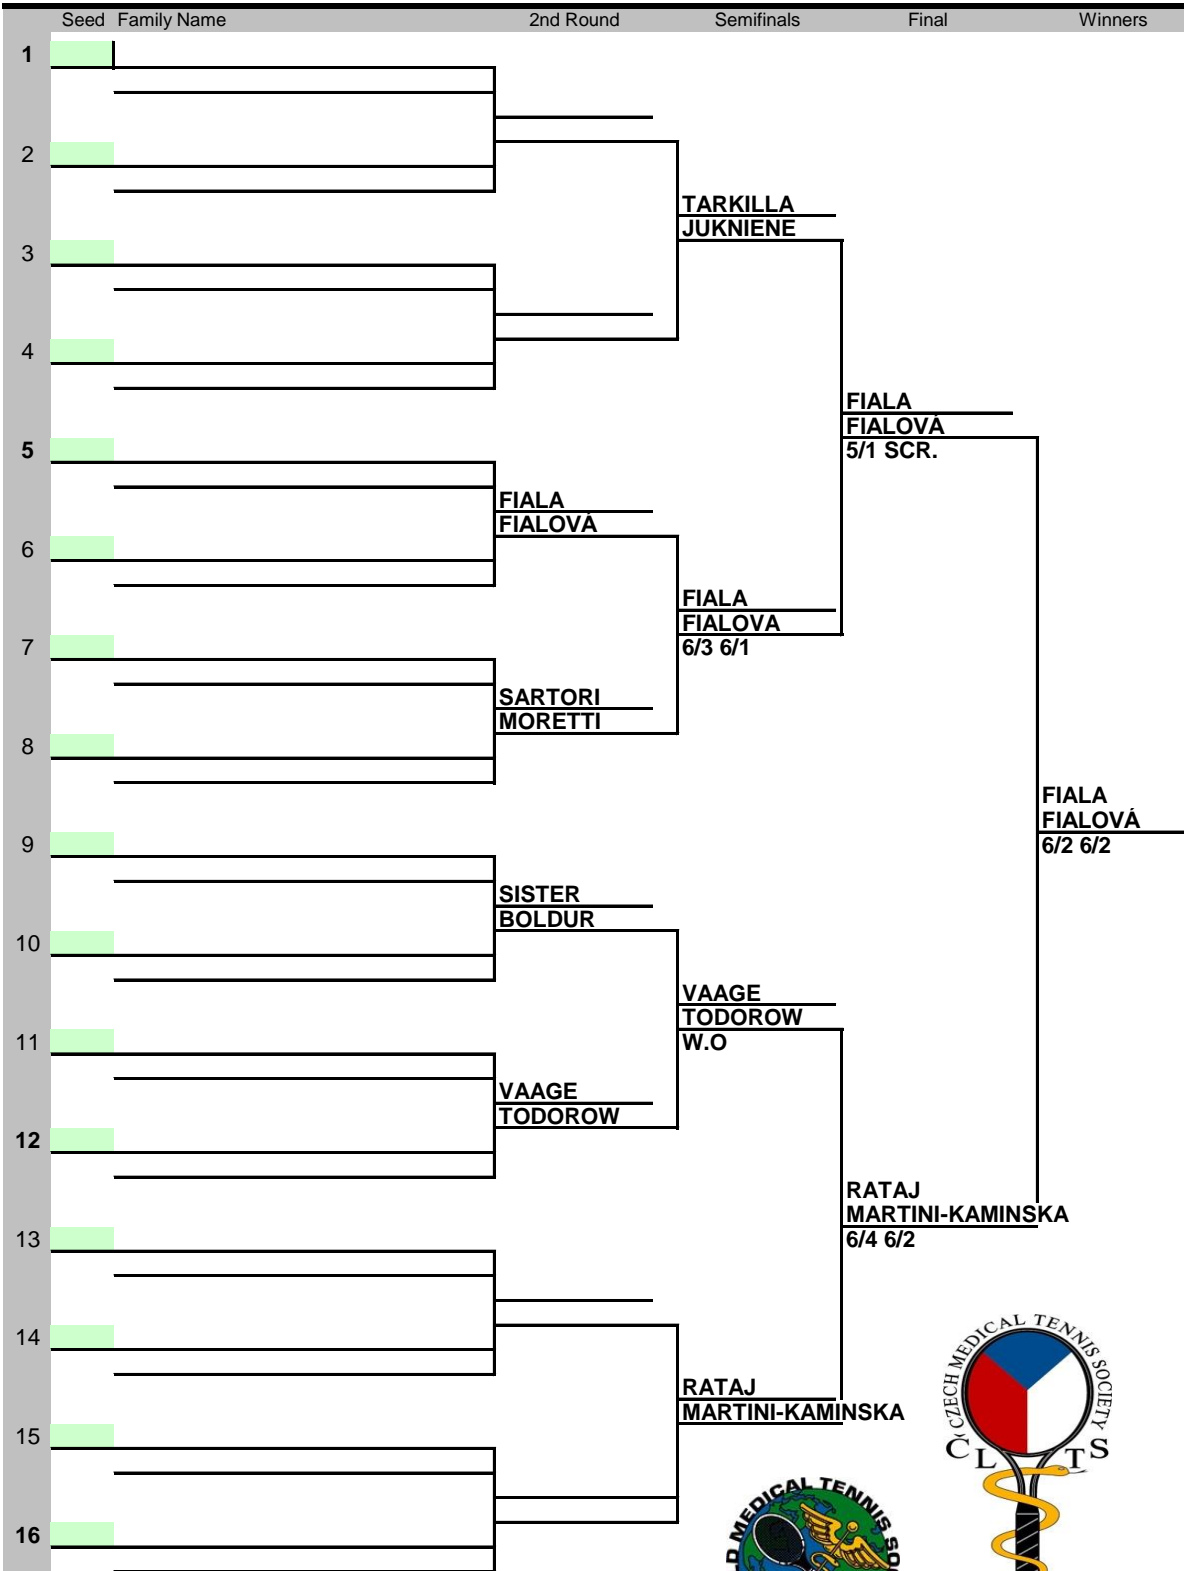 Seed Family Name 2nd Round Semifinals Final Winners
1
2
TARKILLA
JUKNIENE
3
4
FIALA
FIALOVÁ
5/1 SCR.
5
FIALA
FIALOVÁ
6
FIALA
FIALOVA
6/3 6/1
7
SARTORI
MORETTI
8
FIALA
FIALOVÁ
6/2 6/2
9
SISTER
BOLDUR
10
VAAGE
TODOROW
W.O
11
VAAGE
TODOROW
12
RATAJ
MARTINI-KAMINSKA
6/4 6/2
13
14
RATAJ
MARTINI-KAMINSKA
15
16
CZECH MEDICAL TENNIS SOCIETY
ČLTS
MEDICAL TENNIS